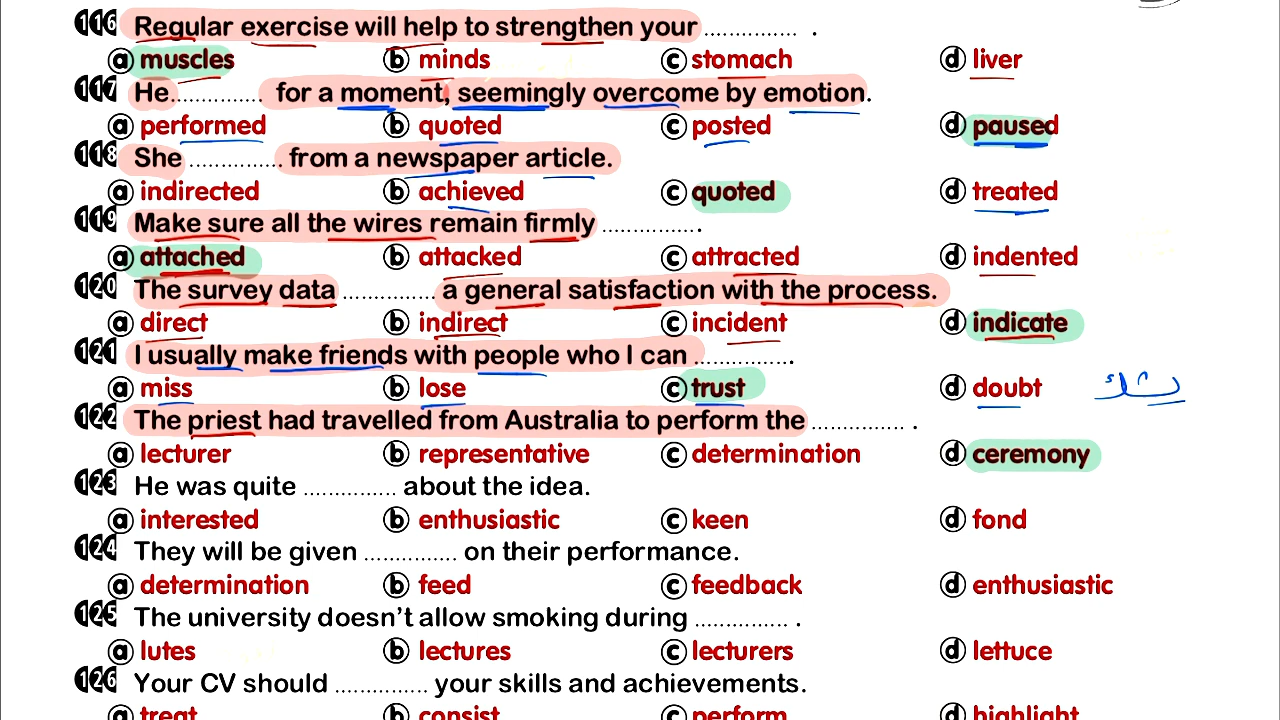 116 Regular exercise will help to strengthen your ............... .
a muscles b minds c stomach d liver
117 He............... for a moment, seemingly overcome by emotion.
a performed b quoted c posted d paused
118 She ............... from a newspaper article.
a indirected b achieved c quoted d treated
119 Make sure all the wires remain firmly ................
a attached b attacked c attracted d indented
120 The survey data ............... a general satisfaction with the process.
a direct b indirect c incident d indicate
121 I usually make friends with people who I can ................
a miss b lose c trust d doubt
122 The priest had travelled from Australia to perform the ............... .
a lecturer b representative c determination d ceremony
123 He was quite ............... about the idea.
a interested b enthusiastic c keen d fond
124 They will be given ............... on their performance.
a determination b feed c feedback d enthusiastic
125 The university doesn't allow smoking during ............... .
a lutes b lectures c lecturers d lettuce
126 Your CV should ............... your skills and achievements.
a treat b consist c perform d highlight